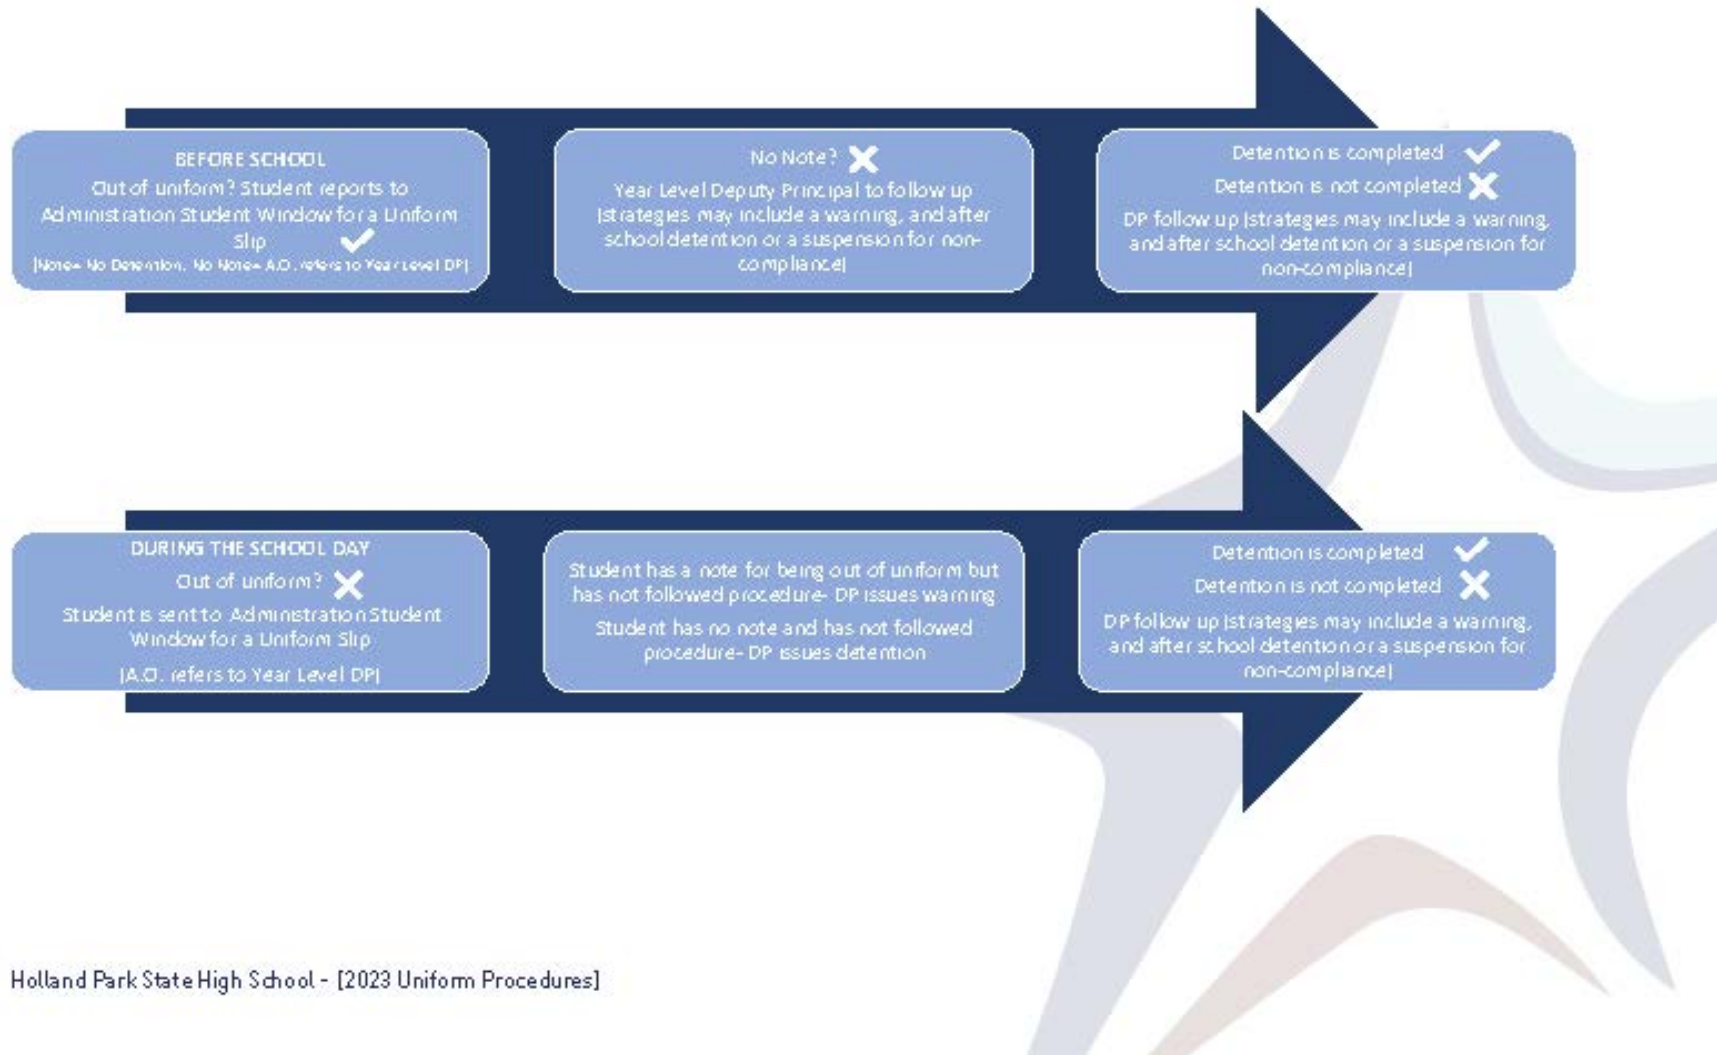 BEFORE SCHOOL
Out of uniform? Student reports to
Administration Student Window for a Uniform
Slip
(Note= No Detention. No Note= A.O. refers to Year Level DP)
No Note?
Year Level Deputy Principal to follow up
(strategies may include a warning, and after
school detention or a suspension for non-
compliance)
Detention is completed
Detention is not completed
DP follow up (strategies may include a warning,
and after school detention or a suspension for
non-compliance)
DURING THE SCHOOL DAY
Out of uniform?
Student is sent to Administration Student
Window for a Uniform Slip
(A.O. refers to Year Level DP)
Student has a note for being out of uniform but
has not followed procedure- DP issues warning
Student has no note and has not followed
procedure- DP issues detention
Detention is completed
Detention is not completed
DP follow up (strategies may include a warning,
and after school detention or a suspension for
non-compliance)
Holland Park State High School - [2023 Uniform Procedures]